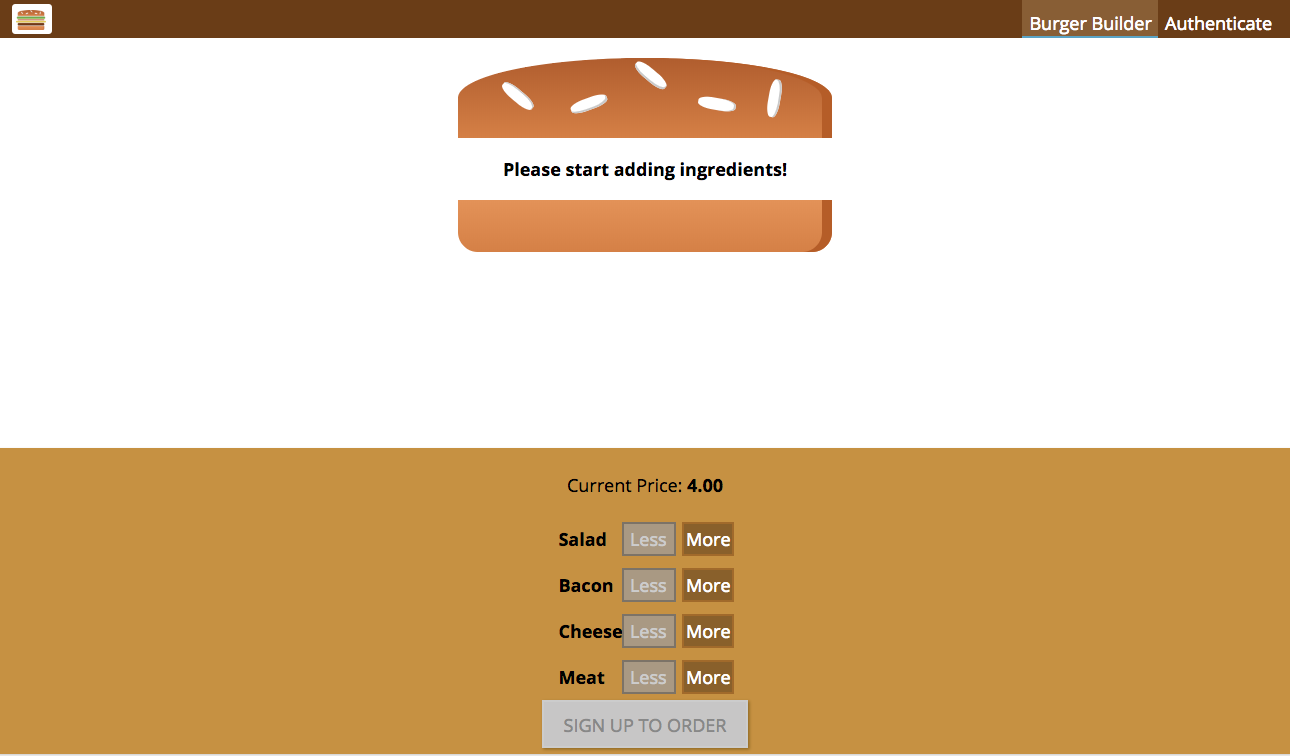 Burger Builder Authenticate
Please start adding ingredients!
Current Price: 4.00
Salad Less More
Bacon Less More
Cheese Less More
Meat Less More
SIGN UP TO ORDER